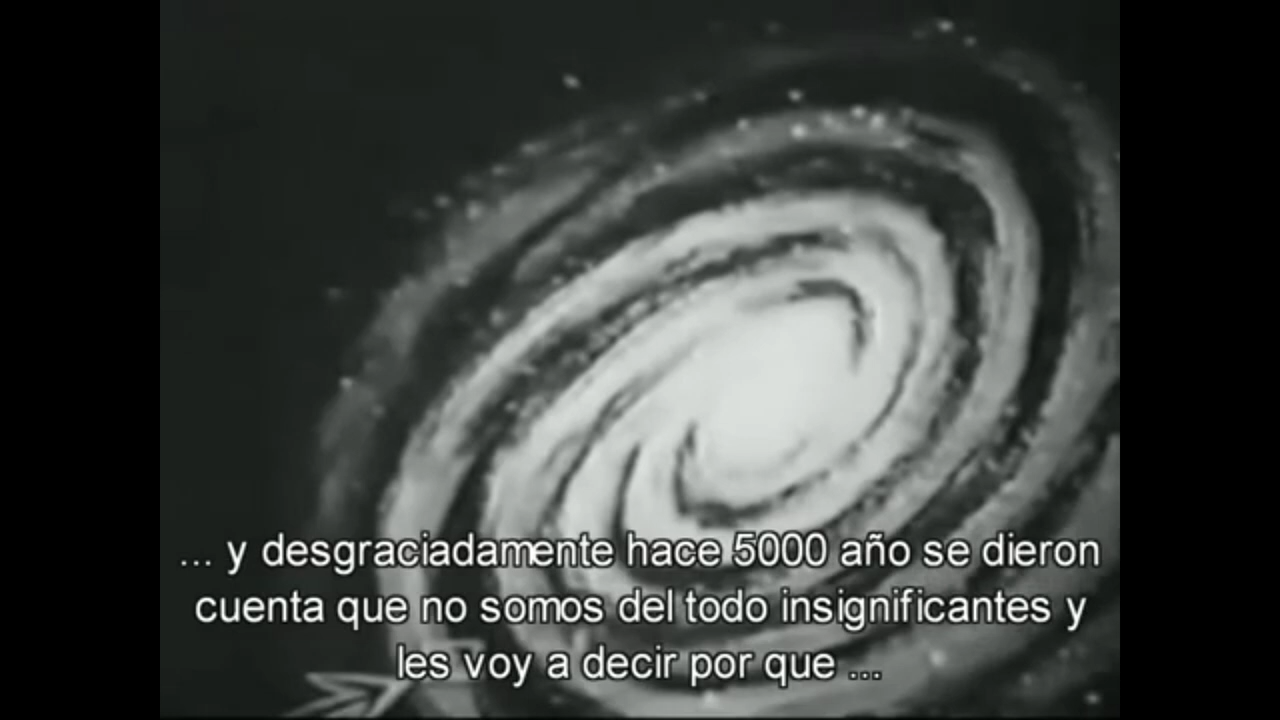 ... y desgraciadamente hace 5000 año se dieron
cuenta que no somos del todo insignificantes y
les voy a decir por que ...